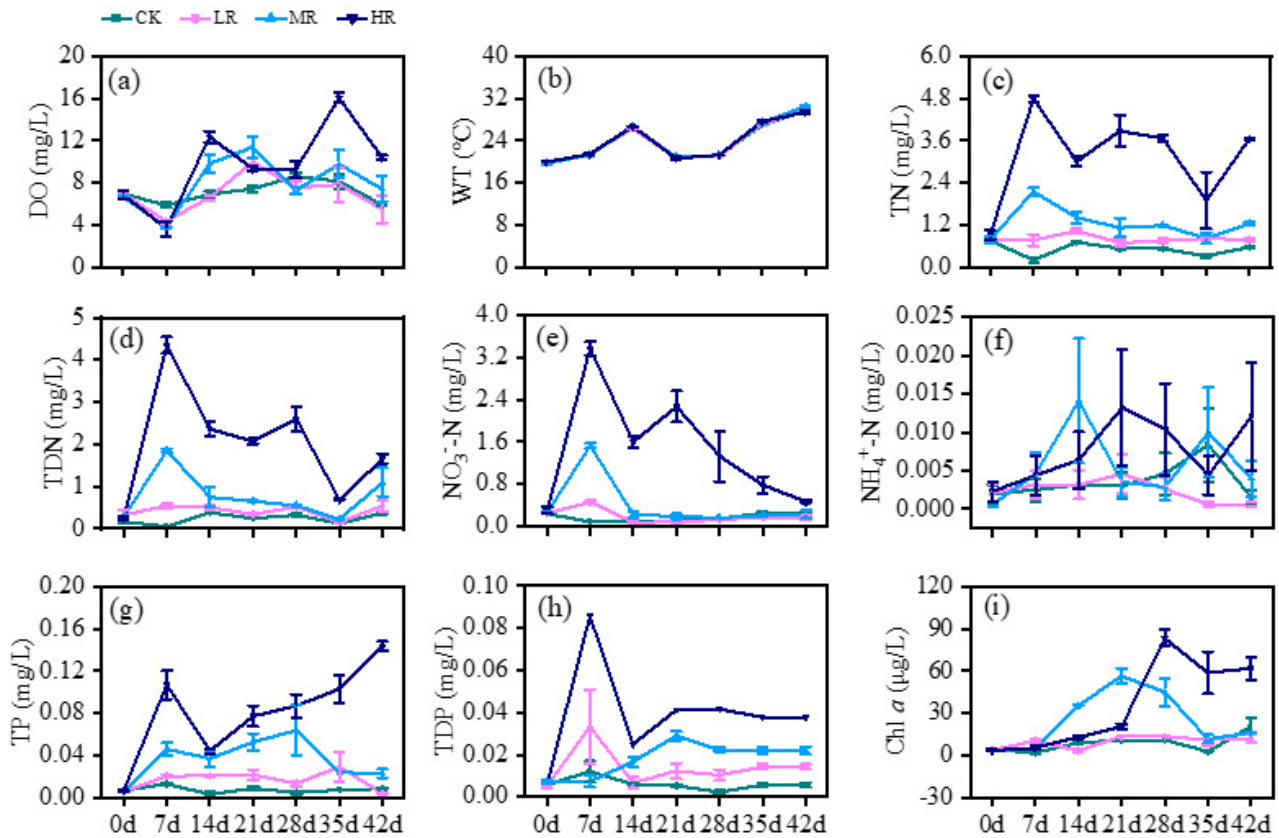 CK LR MR HR
(a)
DO (mg/L)
20
16
12
8
4
0
(b)
WT (°C)
40
32
24
16
8
0
(c)
TN (mg/L)
6.0
4.8
3.6
2.4
1.2
0.0
(d)
TDN (mg/L)
5
4
3
2
1
0
(e)
NO₃⁻-N (mg/L)
4.0
3.2
2.4
1.6
0.8
0.0
(f)
NH₄⁺-N (mg/L)
0.025
0.020
0.015
0.010
0.005
0.000
(g)
TP (mg/L)
0.20
0.16
0.12
0.08
0.04
0.00
0d 7d 14d 21d 28d 35d 42d
(h)
TDP (mg/L)
0.10
0.08
0.06
0.04
0.02
0.00
0d 7d 14d 21d 28d 35d 42d
(i)
Chl a (μg/L)
120
90
60
30
0
-30
0d 7d 14d 21d 28d 35d 42d